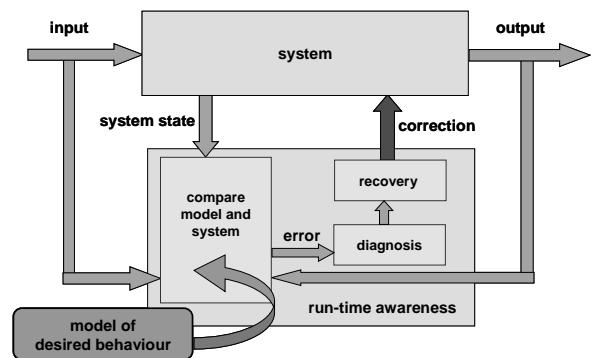 input
output
system
system state
correction
compare
model and
system
recovery
error
diagnosis
run-time awareness
model of
desired behaviour